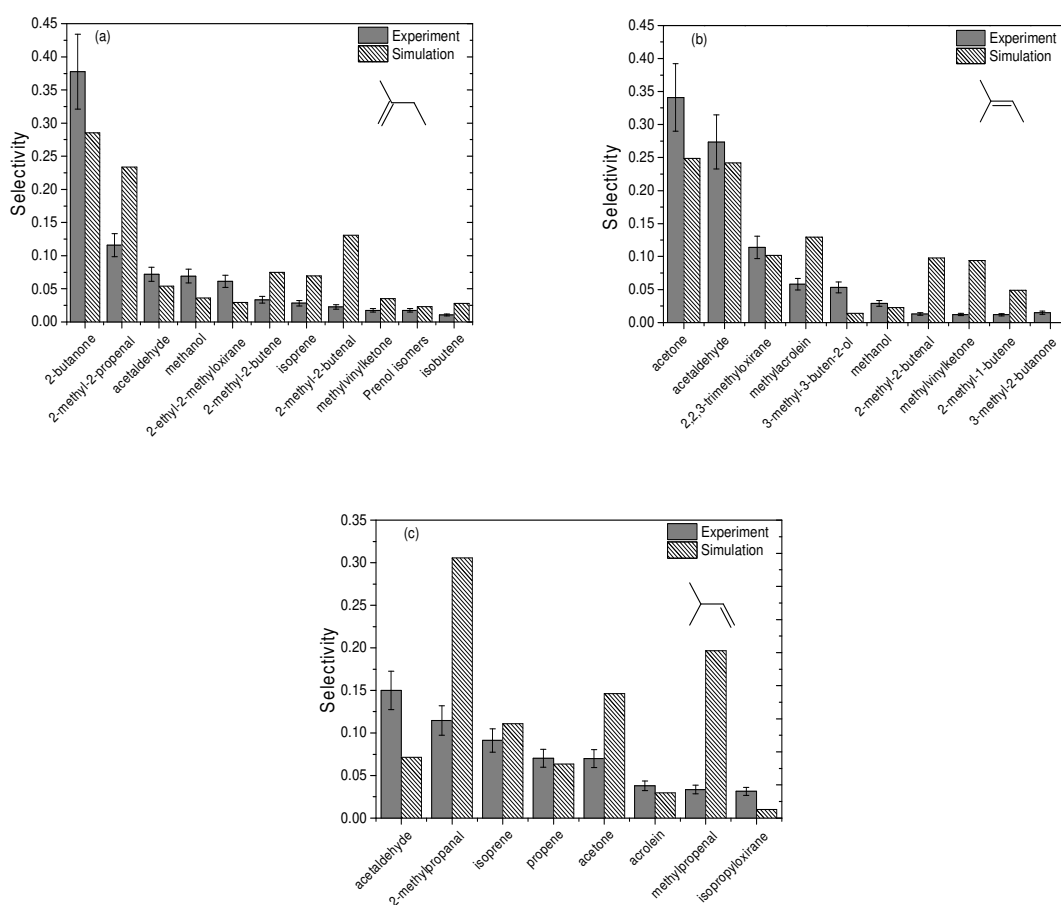 (a)
Experiment
Simulation
Selectivity
0.45
0.40
0.35
0.30
0.25
0.20
0.15
0.10
0.05
0.00
2-butanone
2-methyl-2-propenal
acetaldehyde
methanol
2-ethyl-2-methyloxirane
2-methyl-2-butene
isoprene
2-methyl-2-butenal
methylvinylketone
Prenol isomers
isobutene
(b)
Experiment
Simulation
Selectivity
0.45
0.40
0.35
0.30
0.25
0.20
0.15
0.10
0.05
0.00
acetone
acetaldehyde
2,2,3-trimethyloxirane
methylacrolein
3-methyl-3-buten-2-ol
methanol
2-methyl-2-butenal
methylvinylketone
2-methyl-1-butene
3-methyl-2-butanone
(c)
Experiment
Simulation
Selectivity
0.35
0.30
0.25
0.20
0.15
0.10
0.05
0.00
acetaldehyde
2-methylpropanal
isoprene
propene
acetone
acrolein
methylpropenal
isopropyloxirane